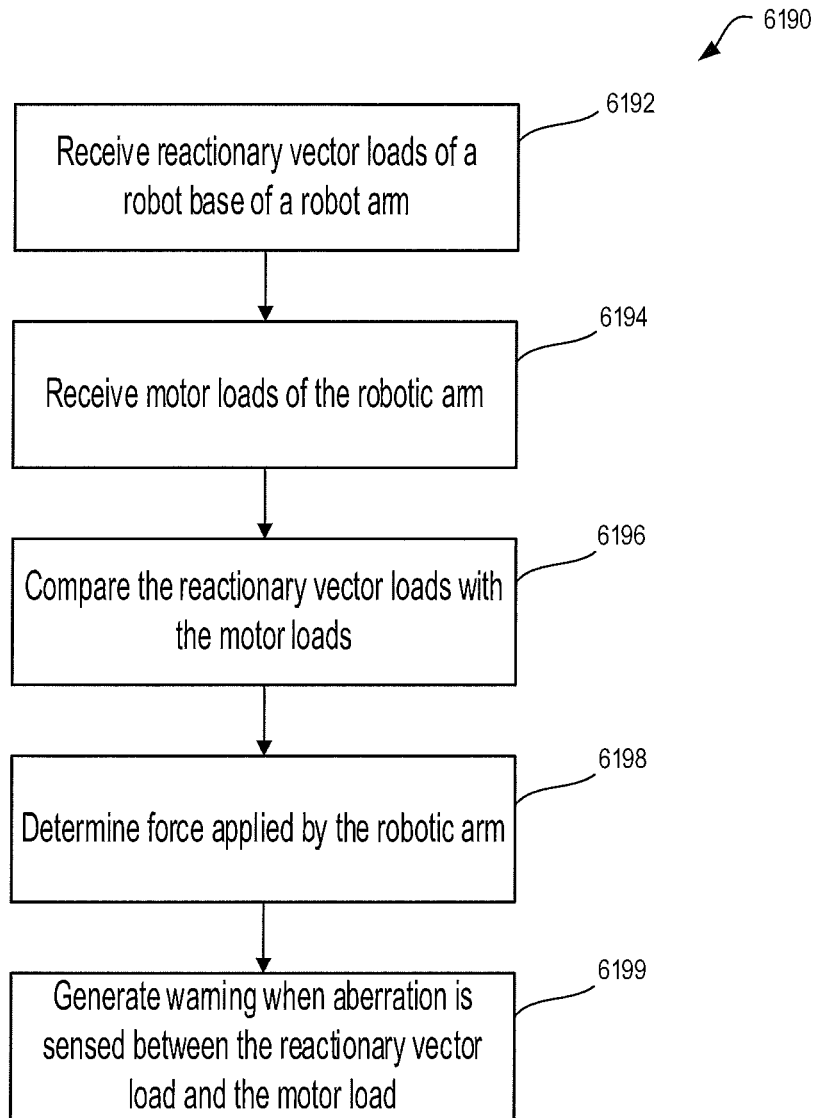 6190
6192
Receive reactionary vector loads of a
robot base of a robot arm
6194
Receive motor loads of the robotic arm
6196
Compare the reactionary vector loads with
the motor loads
6198
Determine force applied by the robotic arm
6199
Generate warning when aberration is
sensed between the reactionary vector
load and the motor load